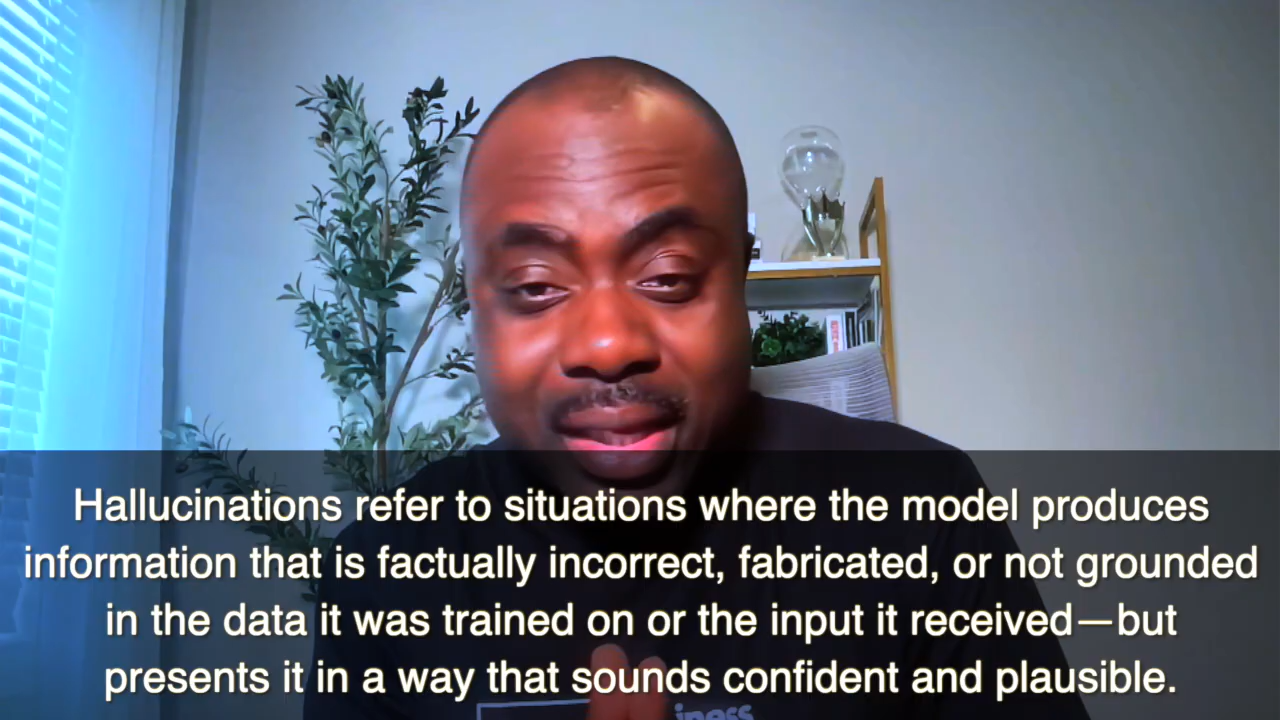 Hallucinations refer to situations where the model produces
information that is factually incorrect, fabricated, or not grounded
in the data it was trained on or the input it received—but
presents it in a way that sounds confident and plausible.